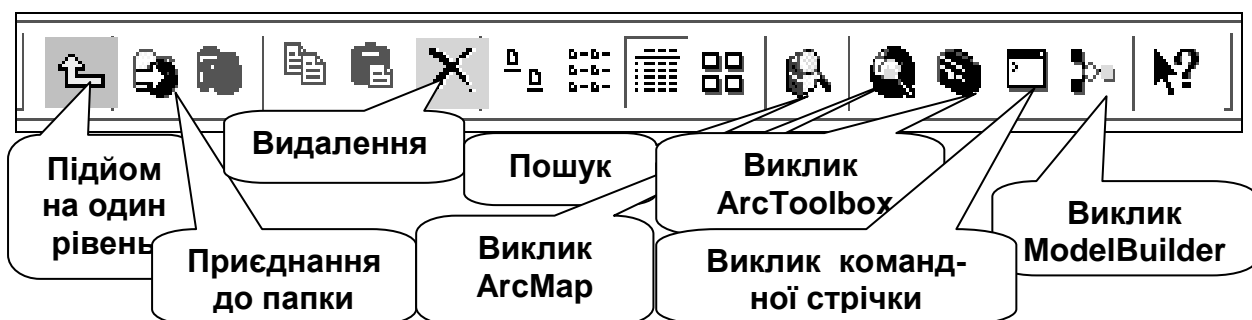 Підйом
на один
рівень
Приєднання
до папки
Видалення
Пошук
Виклик
ArcMap
Виклик
ArcToolbox
Виклик команд-
ної стрічки
Виклик
ModelBuilder